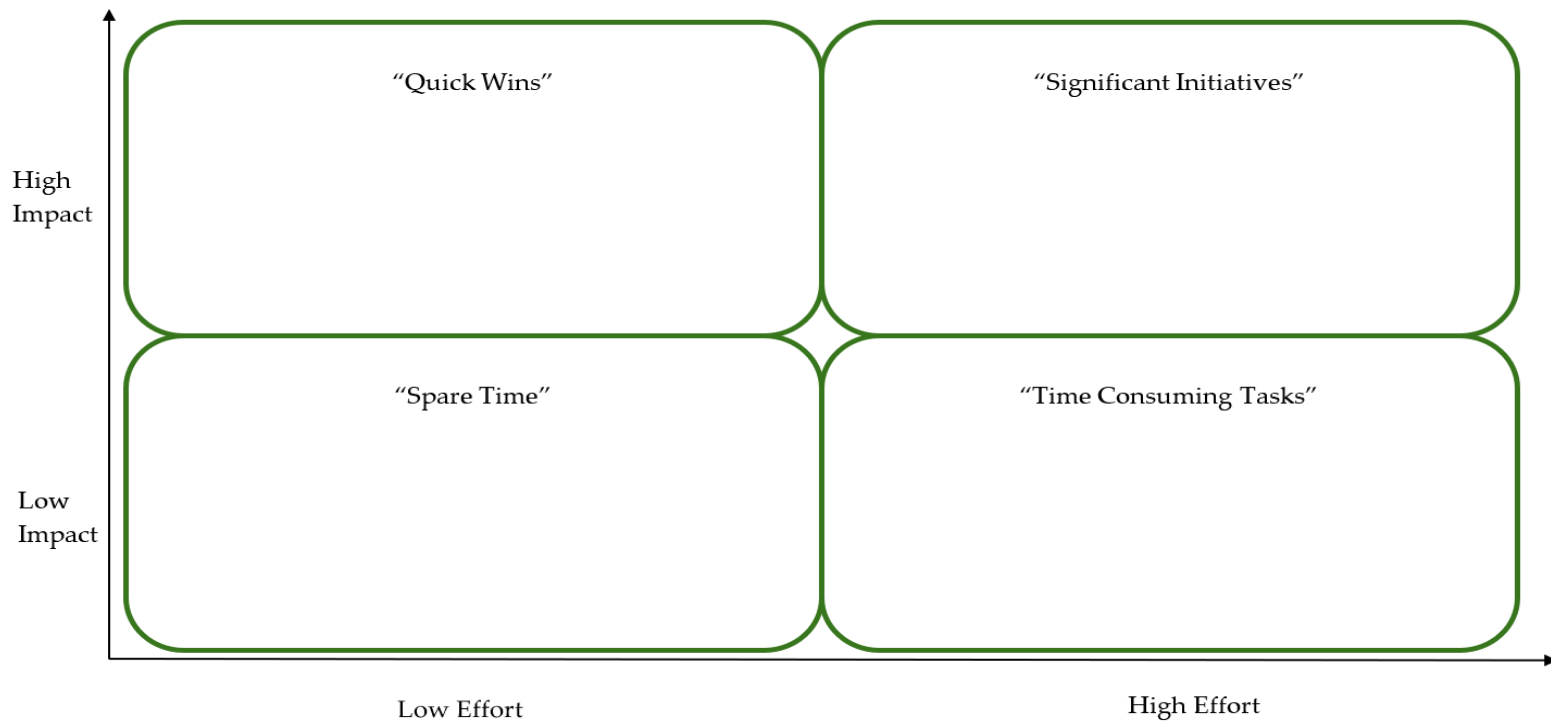 “Quick Wins”
“Significant Initiatives”
High
Impact
“Spare Time”
“Time Consuming Tasks”
Low
Impact
Low Effort
High Effort